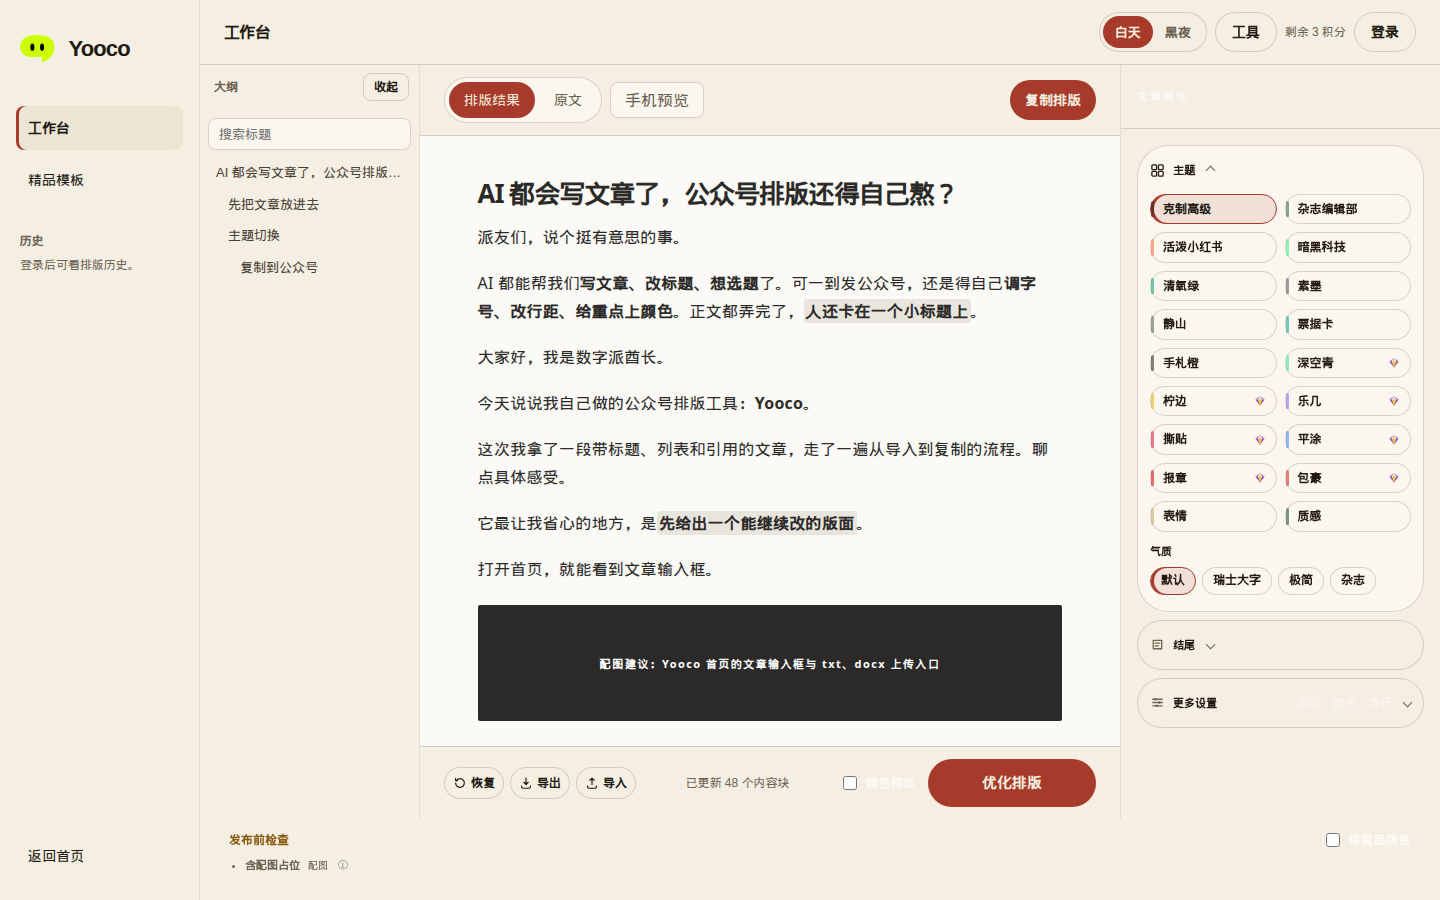 Yooco
工作台
精品模板
历史
登录后可看排版历史。
返回首页
工作台
白天
黑夜
工具
剩余 3 积分
登录
大纲
收起
搜索标题
AI 都会写文章了，公众号排版...
先把文章放进去
主题切换
复制到公众号
排版结果
原文
手机预览
复制排版
AI 都会写文章了，公众号排版还得自己熬？
派友们，说个挺有意思的事。
AI 都能帮我们写文章、改标题、想选题了。可一到发公众号，还是得自己调字
号、改行距、给重点上颜色。正文都弄完了，人还卡在一个小标题上。
大家好，我是数字派酋长。
今天说说我自己做的公众号排版工具：Yooco。
这次我拿了一段带标题、列表和引用的文章，走了一遍从导入到复制的流程。聊
点具体感受。
它最让我省心的地方，是先给出一个能继续改的版面。
打开首页，就能看到文章输入框。
配图建议：Yooco 首页的文章输入框与 txt、docx 上传入口
恢复
导出
导入
已更新 48 个内容块
暗色预览
优化排版
发布前检查
含配图占位 配图
保留品牌色
文章属性
主题
克制高级
杂志编辑部
活泼小红书
暗黑科技
清氧绿
素墨
静山
票据卡
手札橙
深空青
柠边
乐几
撕贴
平涂
报章
包豪
表情
质感
气质
默认
瑞士大字
极简
杂志
结尾
更多设置